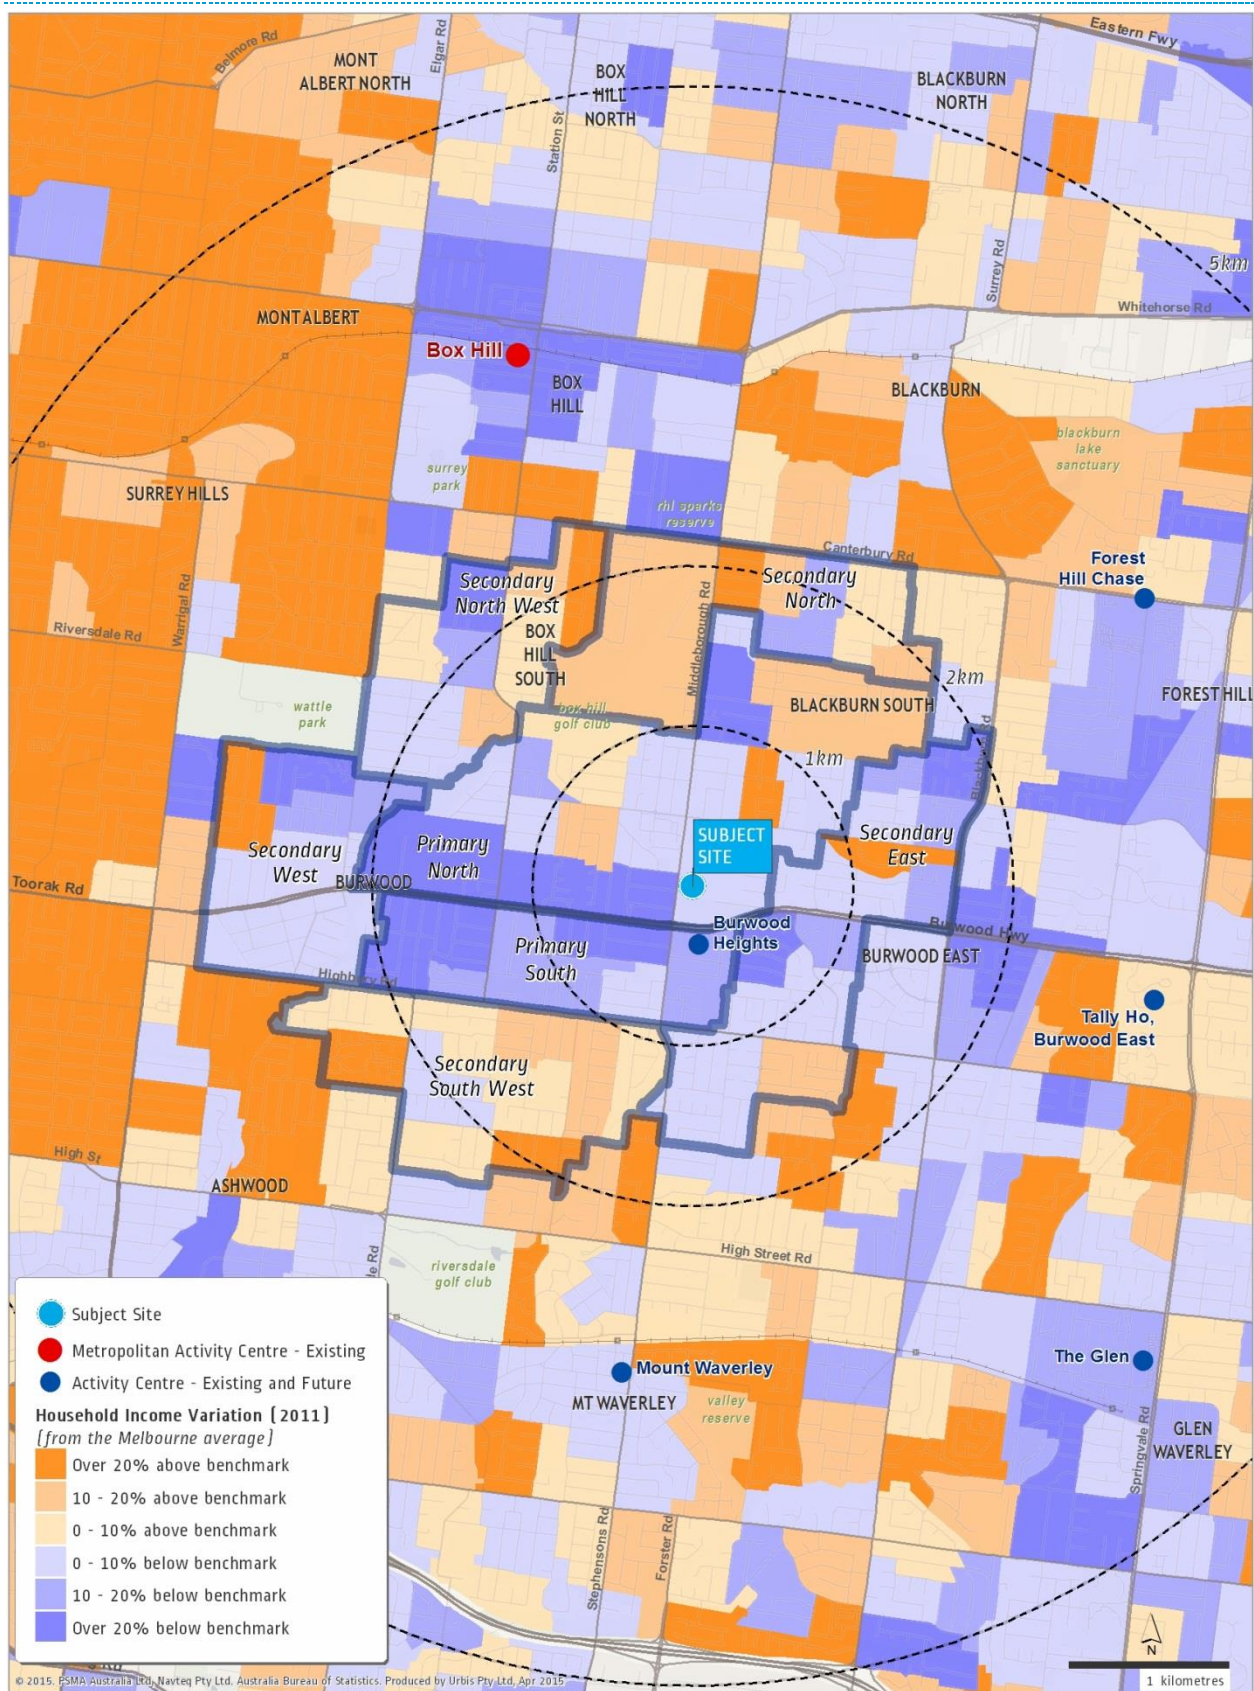 Eastern Fwy
Belmore Rd
Elgar Rd
MONT
ALBERT NORTH
BOX
HILL
NORTH
BLACKBURN
NORTH
Station St
Surrey Rd
5km
Whitehorse Rd
MONT ALBERT
Box Hill
BOX
HILL
BLACKBURN
blackburn
lake
sanctuary
surrey
park
SURREY HILLS
rhl sparks
reserve
Canterbury Rd
Forest
Hill Chase
Secondary
North West
Secondary
North
Warrigal Rd
Riversdale Rd
BOX
HILL
SOUTH
Middleborough Rd
2km
FOREST HILL
wattle
park
box hill
golf club
BLACKBURN SOUTH
1km
SUBJECT
SITE
Secondary
East
Primary
North
Secondary
West
BURWOOD
Toorak Rd
Burwood
Heights
Burwood Hwy
BURWOOD EAST
Primary
South
Highbury Rd
Tally Ho,
Burwood East
Secondary
South West
High St
ASHWOOD
High Street Rd
riversdale
golf club
Mount Waverley
MT WAVERLEY
valley
reserve
The Glen
Springvale Rd
GLEN
WAVERLEY
Stephensons Rd
Forster Rd
Subject Site
Metropolitan Activity Centre - Existing
Activity Centre - Existing and Future
Household Income Variation (2011)
(from the Melbourne average)
Over 20% above benchmark
10 - 20% above benchmark
0 - 10% above benchmark
0 - 10% below benchmark
10 - 20% below benchmark
Over 20% below benchmark
N
1 kilometres
© 2015. PSMA Australia Ltd, Navteq Pty Ltd. Australia Bureau of Statistics. Produced by Urbis Pty Ltd, Apr 2015